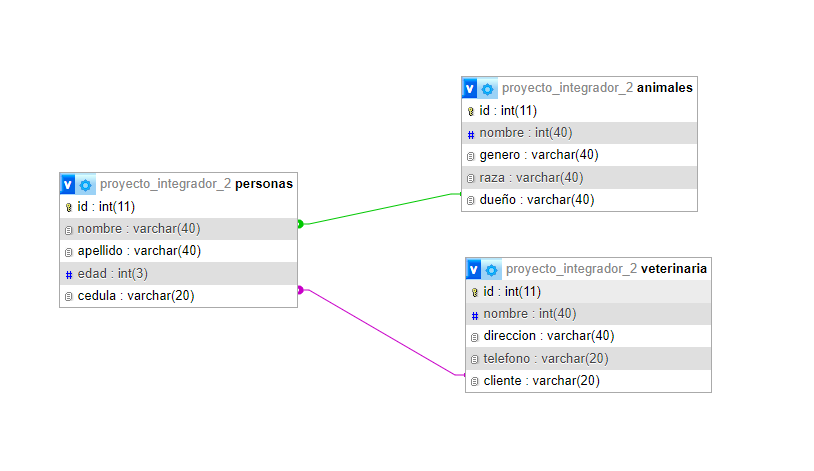 proyecto_integrador_2 animales
id : int(11)
# nombre : int(40)
genero : varchar(40)
raza : varchar(40)
dueño : varchar(40)
proyecto_integrador_2 personas
id : int(11)
nombre : varchar(40)
apellido : varchar(40)
# edad : int(3)
cedula : varchar(20)
proyecto_integrador_2 veterinaria
id : int(11)
# nombre : int(40)
direccion : varchar(40)
telefono : varchar(20)
cliente : varchar(20)